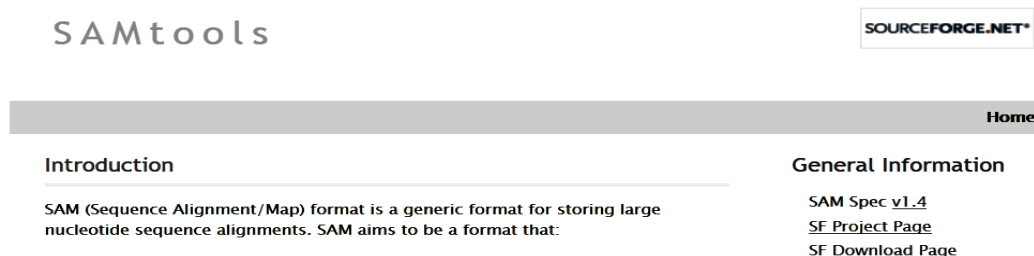 SAMtools
SOURCEFORGE.NET®
Home
Introduction
SAM (Sequence Alignment/Map) format is a generic format for storing large
nucleotide sequence alignments. SAM aims to be a format that:
General Information
SAM Spec v1.4
SF Project Page
SF Download Page